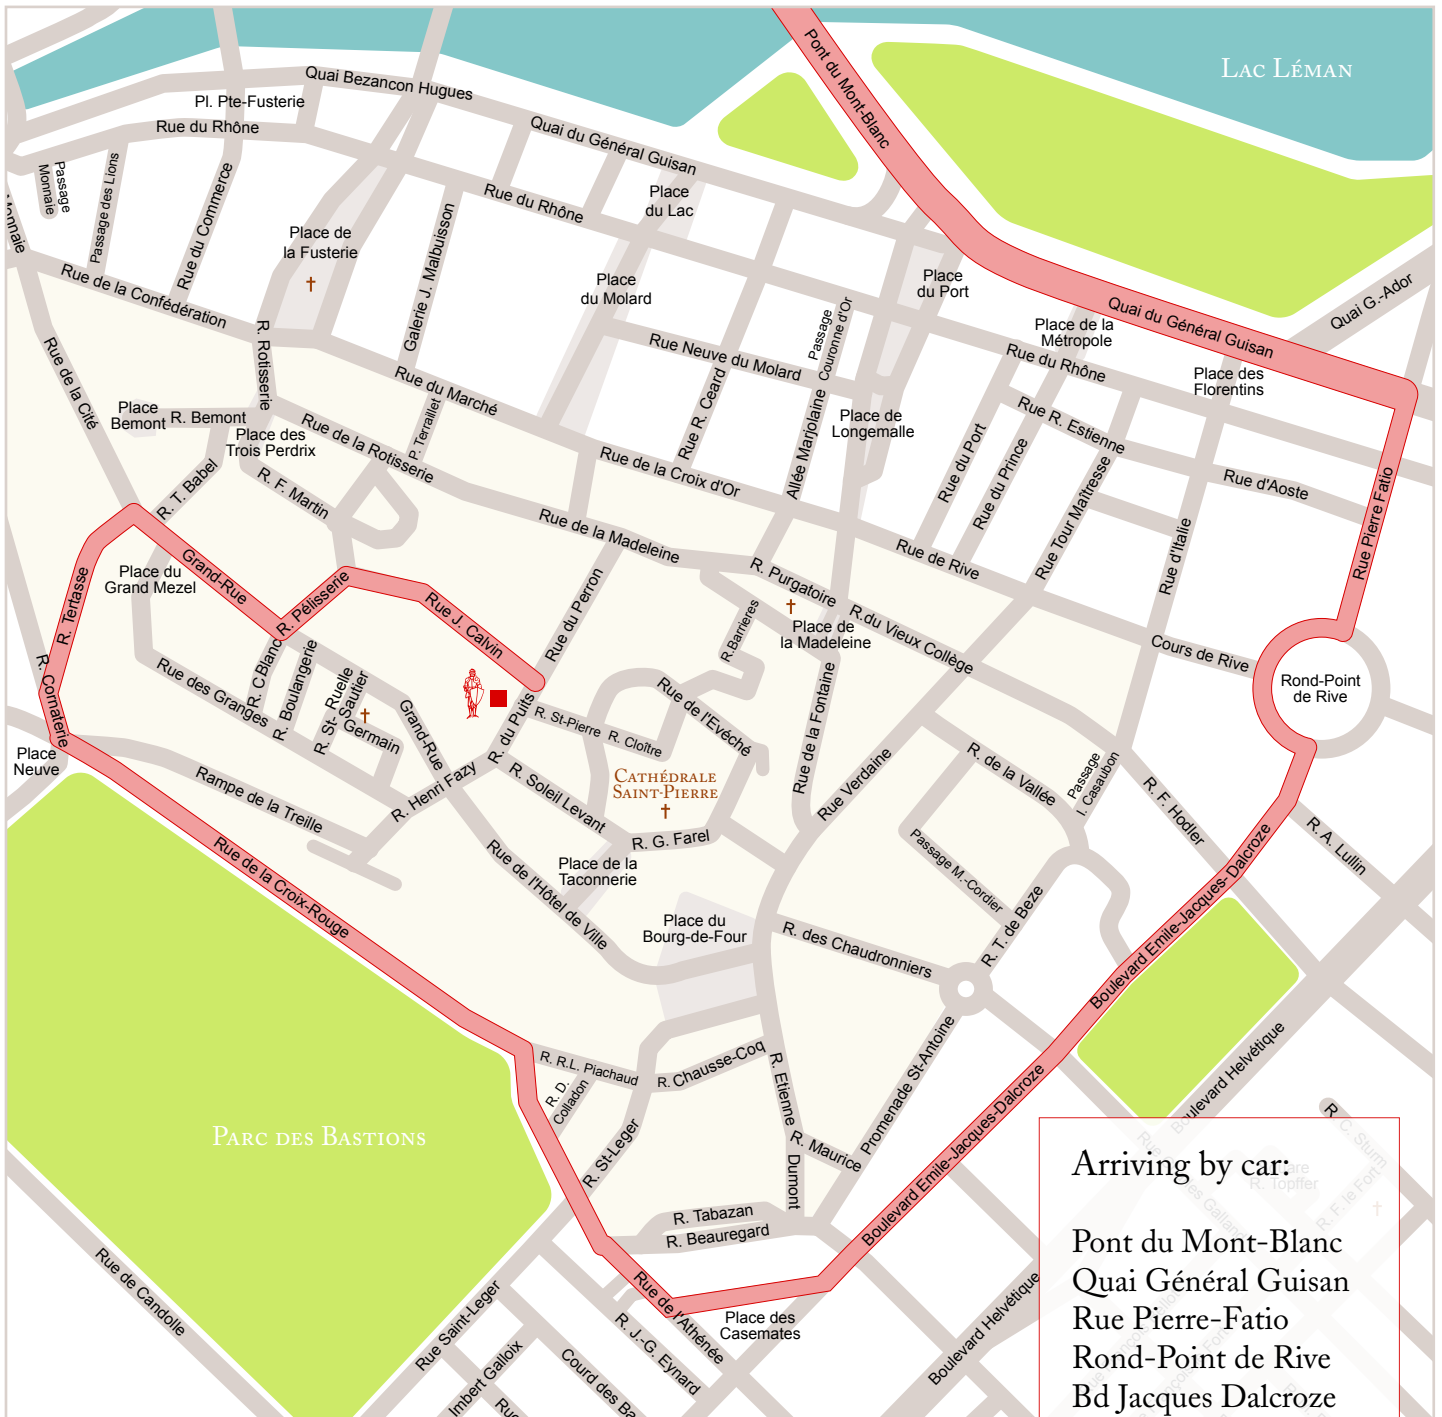 Lac Léman
Pont du Mont-Blanc
Quai Bezancon Hugues
Pl. Pte-Fusterie
Rue du Rhône
Quai du Général Guisan
Passage
Monnaie
Monnaie
Passage des Lions
Rue du Commerce
Place de
la Fusterie
Galerie J. Malbuisson
Rue du Rhône
Place
du Lac
Place
du Molard
Place
du Port
Quai G.-Ador
Quai du Général Guisan
Place de la
Métropole
Rue du Rhône
Place des
Florentins
Rue de la Confédération
R. Rotisserie
Rue de la Cité
Rue du Marché
P. Terraillet
Rue Neuve du Molard
Passage
Couronne d'Or
Rue R. Ceard
Allée Marjolaine
Place de
Longemalle
Rue R. Estienne
Rue du Port
Rue du Prince
Rue Tour Maîtresse
Rue d'Aoste
Rue Pierre Fatio
Rue d'Italie
Place
Bemont
R. Bemont
Place des
Trois Perdrix
Rue de la Rotisserie
R. T. Babel
R. F. Martin
Rue de la Croix d'Or
Rue de la Madeleine
Rue de Rive
R. Purgatoire
Place de
la Madeleine
R.du Vieux Collège
Cours de Rive
Rond-Point
de Rive
Grand-Rue
Place du
Grand Mezel
R. Pélisserie
Rue J. Calvin
Rue du Perron
R.Barrieres
R. Tertasse
R. Cornaterie
Rue des Granges
R. C.Blanc
R. Boulangerie
Ruelle
R. St- Sautier
Germain
Grand-Rue
R. du Puits
R. St-Pierre
R. Cloître
Rue de l'Evéché
Rue de la Fontaine
Rue Verdaine
Place
Neuve
Rampe de la Treille
R. Henri Fazy
R. Soleil Levant
Cathédrale
Saint-Pierre
R. G. Farel
R. de la Vallée
Passage
I. Casaubon
R. F. Hodler
R. A. Lullin
Rue de la Croix-Rouge
Rue de l'Hôtel de Ville
Place de la
Taconnerie
Place du
Bourg-de-Four
Passage M.-Cordier
R. des Chaudronniers
R. T. de Beze
Boulevard Emile-Jacques- Dalcroze
Parc des Bastions
R. R.L. Piachaud
R. D.
Colladon
R. Chausse-Coq
R. St-Leger
R. Etienne
Dumont
R. Maurice
Promenade St-Antoine
Boulevard Emile-Jacques-Dalcroze
Boulevard Helvétique
R. C. Sturm
R. Topffer
R. F. le Fort
R. Tabazan
R. Beauregard
Rue de l'Athénée
Place des
Casemates
Boulevard Helvétique
Rue de Candolle
Rue Saint-Leger
R. J.-G. Eynard
Imbert Galloix
Courd des Ba
Arriving by car:
Pont du Mont-Blanc
Quai Général Guisan
Rue Pierre-Fatio
Rond-Point de Rive
Bd Jacques Dalcroze